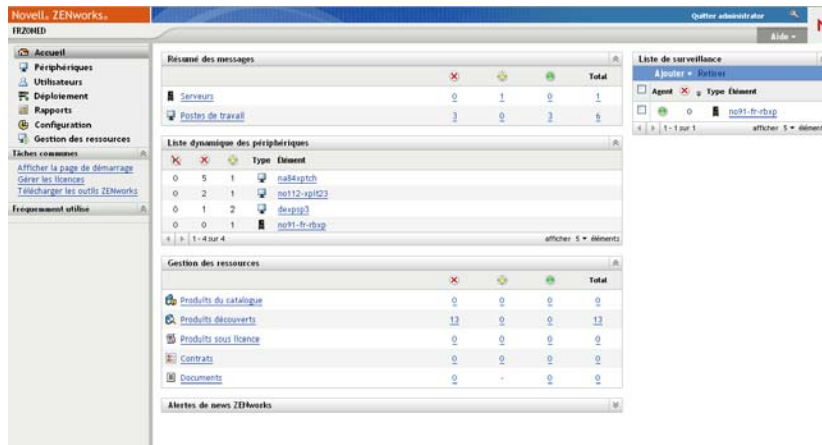 Novell. ZENworks.
Quitter administrator
FRZONED
Aide
Accueil
Périphériques
Utilisateurs
Déploiement
Rapports
Configuration
Gestion des ressources
Tâches communes
Afficher la page de démarrage
Gérer les licences
Télécharger les outils ZENworks
Fréquemment utilisé
Résumé des messages
Total
Serveurs 0 1 0 1
Postes de travail 3 0 3 6
Liste dynamique des périphériques
Type Élément
0 5 1 na84xptch
0 2 1 no112-xplt23
0 1 2 dexpsp3
0 0 1 no91-fr-rbxp
1 - 4 sur 4 afficher 5 éléments
Gestion des ressources
Total
Produits du catalogue 0 0 0 0
Produits découverts 13 0 0 13
Produits sous licence 0 0 0 0
Contrats 0 0 0 0
Documents 0 - 0 0
Alertes de news ZENworks
Liste de surveillance
Ajouter Retirer
Agent Type Élément
0 no91-fr-rbxp
1 - 1 sur 1 afficher 5 élément